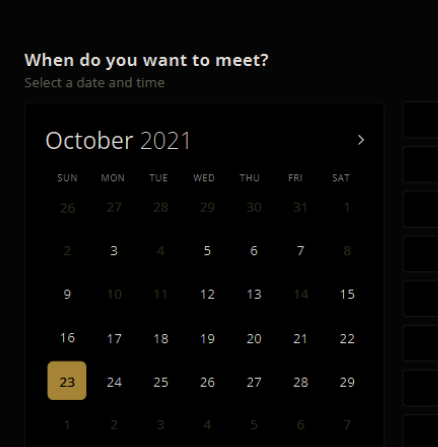 When do you want to meet?
Select a date and time
October 2021
SUN MON TUE WED THU FRI SAT
26 27 28 29 30 31 1
2 3 4 5 6 7 8
9 10 11 12 13 14 15
16 17 18 19 20 21 22
23 24 25 26 27 28 29
1 2 3 4 5 6 7